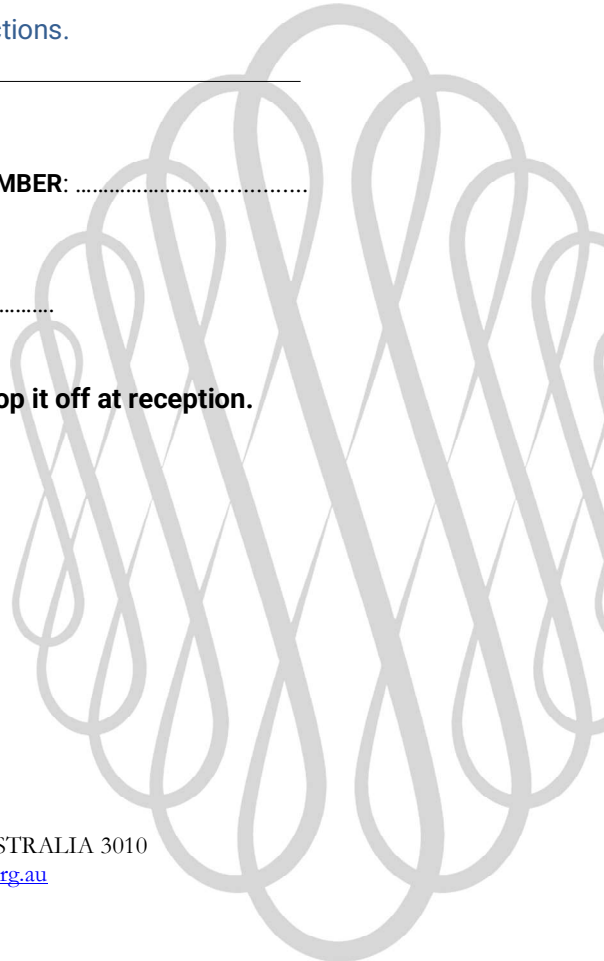 ctions.
MBER: ..........................................
..........
op it off at reception.
STRALIA 3010
rg.au